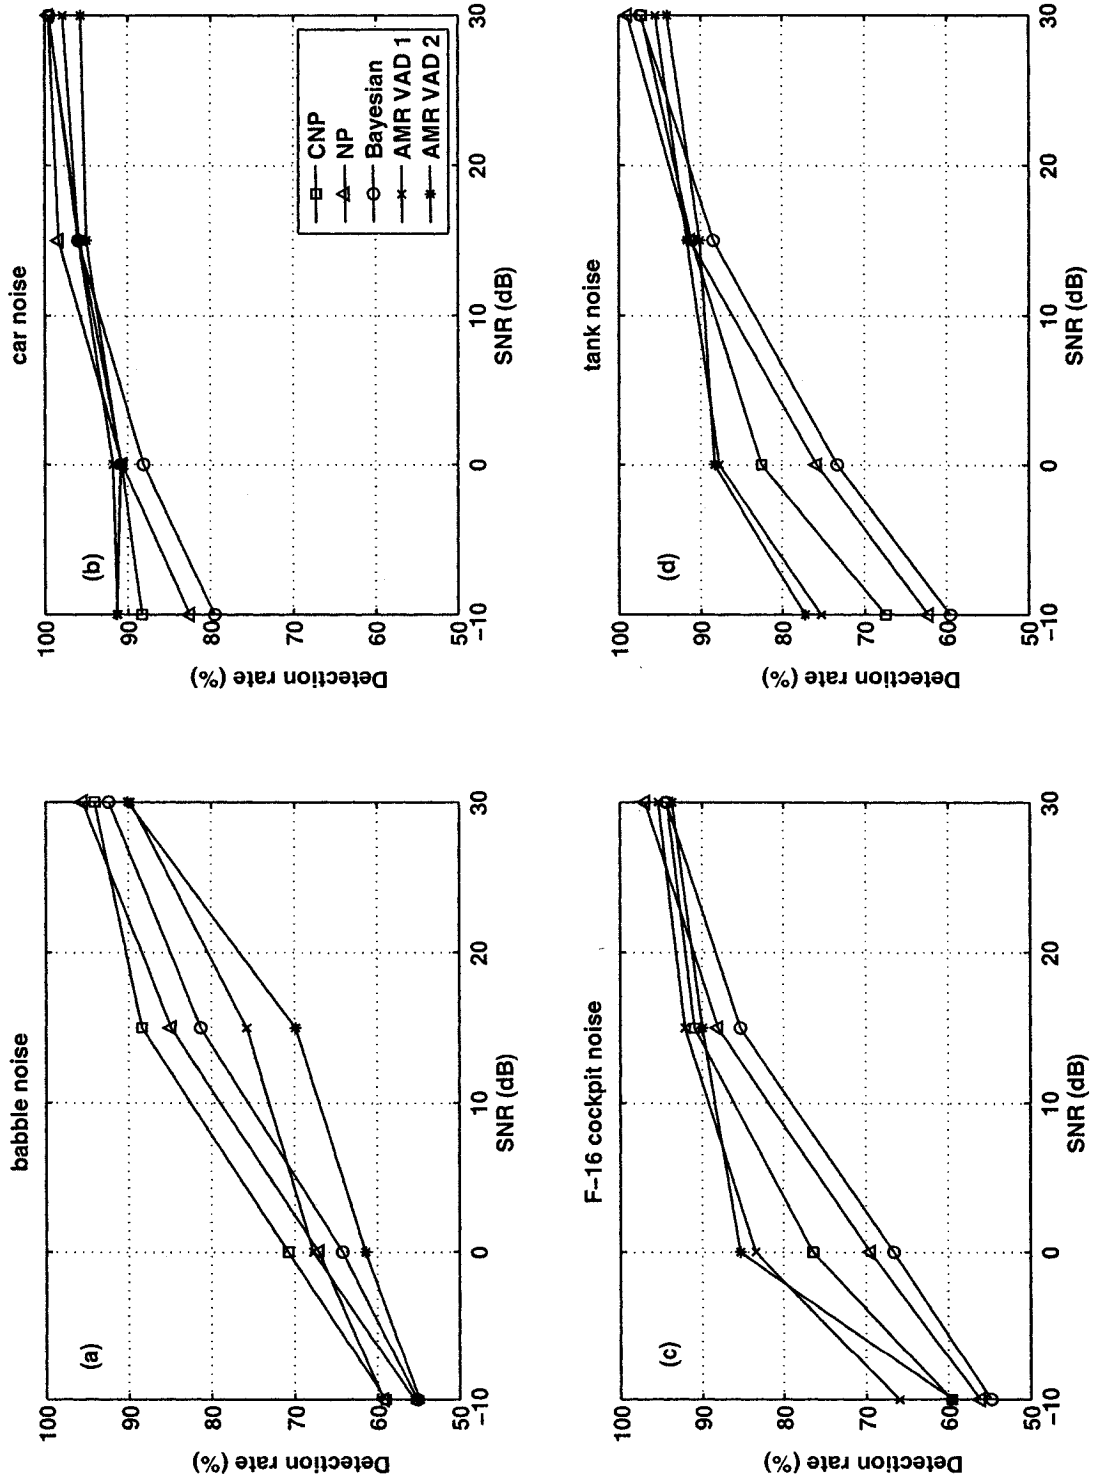 babble noise
(a)
100
90
80
70
60
50
-10
0
10
20
30
SNR (dB)
Detection rate (%)
car noise
(b)
100
90
80
70
60
50
-10
0
10
20
30
SNR (dB)
Detection rate (%)
CNP
NP
Bayesian
AMR VAD 1
AMR VAD 2
F-16 cockpit noise
(c)
100
90
80
70
60
50
-10
0
10
20
30
SNR (dB)
Detection rate (%)
tank noise
(d)
100
90
80
70
60
50
-10
0
10
20
30
SNR (dB)
Detection rate (%)